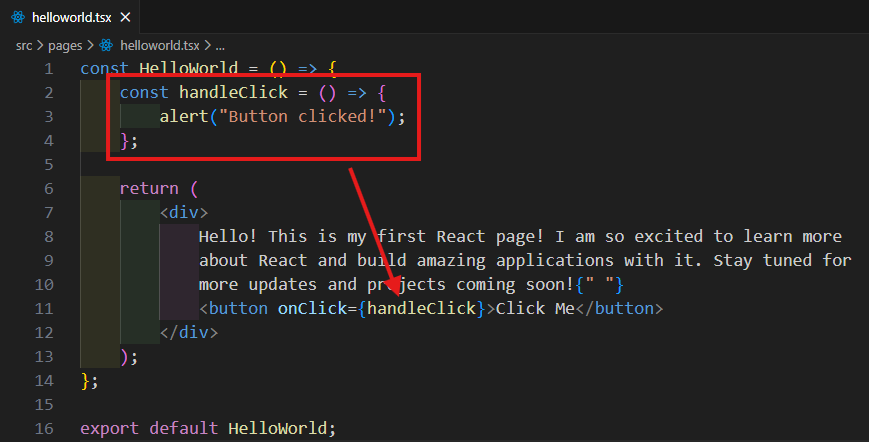 helloworld.tsx ×
src > pages > helloworld.tsx > ...
1 const HelloWorld = () => {
2 const handleClick = () => {
3 alert("Button clicked!");
4 };
5
6 return (
7 <div>
8 Hello! This is my first React page! I am so excited to learn more
9 about React and build amazing applications with it. Stay tuned for
10 more updates and projects coming soon!{" "}
11 <button onClick={handleClick}>Click Me</button>
12 </div>
13 );
14 };
15
16 export default HelloWorld;